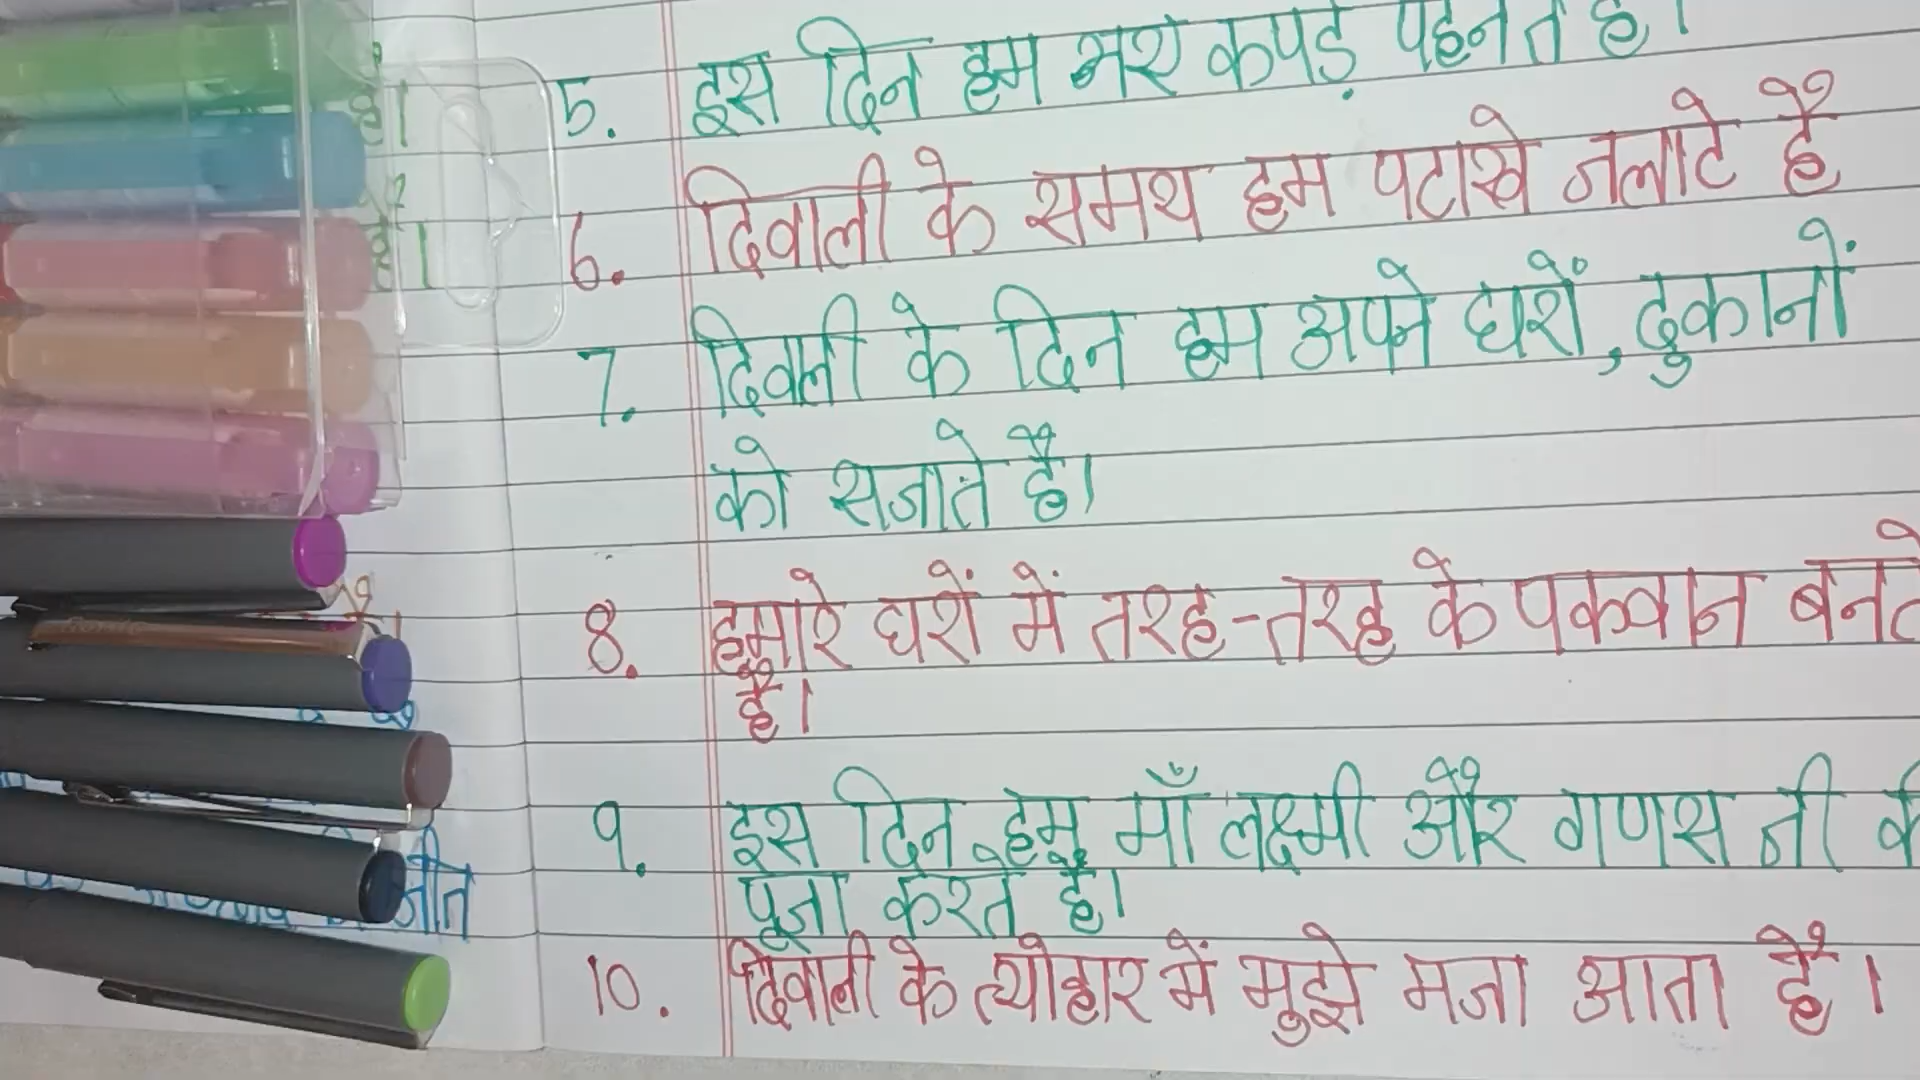 5. इस दिन हम नए कपड़े पहनते है।
6. दिवाली के समय हम पटाखे जलाटे है
7. दिवाली के दिन हम अपने घरों, दुकानों
को सजाते है।
8. हमारे घरों में तरह-तरह के पकवान बनते
है।
9. इस दिन हम माँ लक्ष्मी और गणस जी
पूजा करते है।
10. दिवाली के त्योहार में मुझे मजा आता है।
है।
है।
जीत